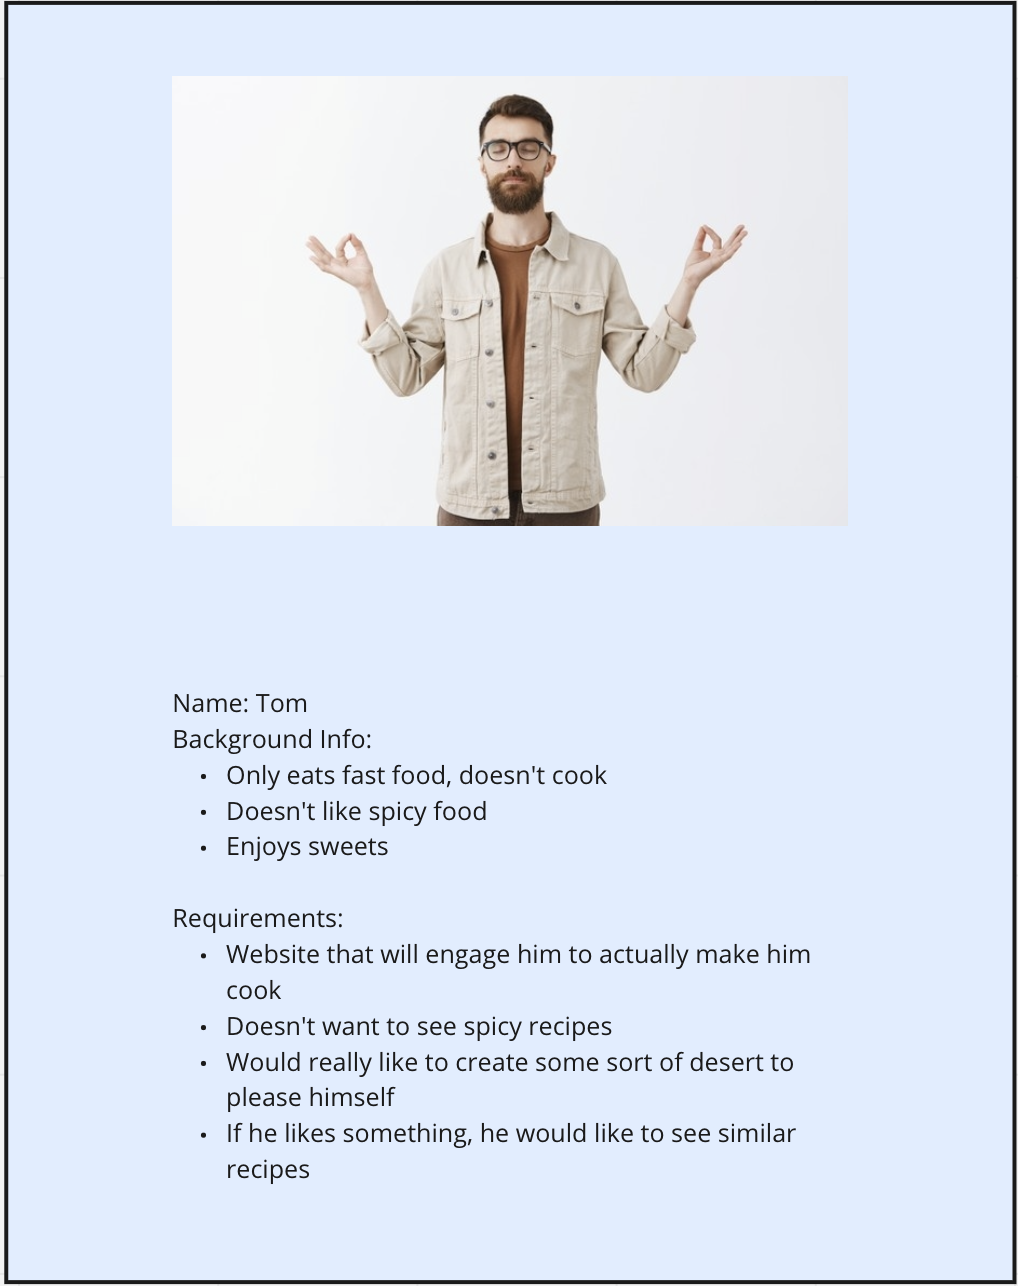 Name: Tom
Background Info:
• Only eats fast food, doesn't cook
• Doesn't like spicy food
• Enjoys sweets
Requirements:
• Website that will engage him to actually make him
cook
• Doesn't want to see spicy recipes
• Would really like to create some sort of desert to
please himself
• If he likes something, he would like to see similar
recipes